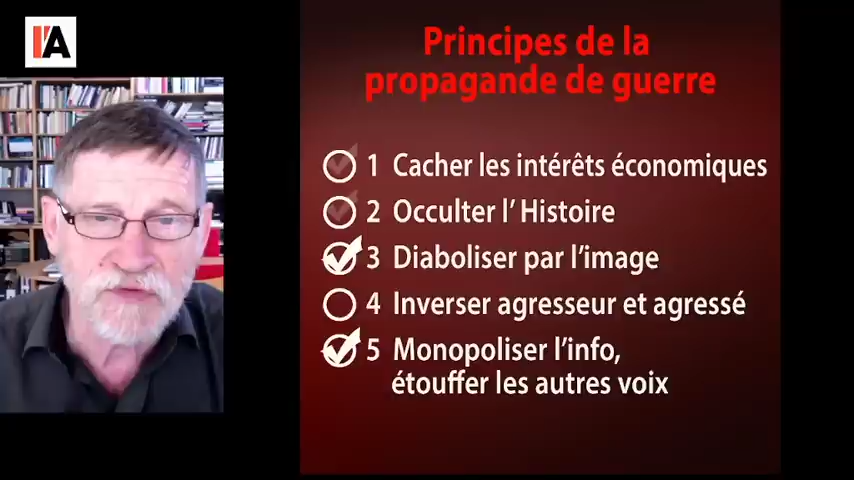 I'A
Principes de la
propagande de guerre
1 Cacher les intérêts économiques
2 Occulter l'Histoire
3 Diaboliser par l'image
4 Inverser agresseur et agressé
5 Monopoliser l'info,
étouffer les autres voix